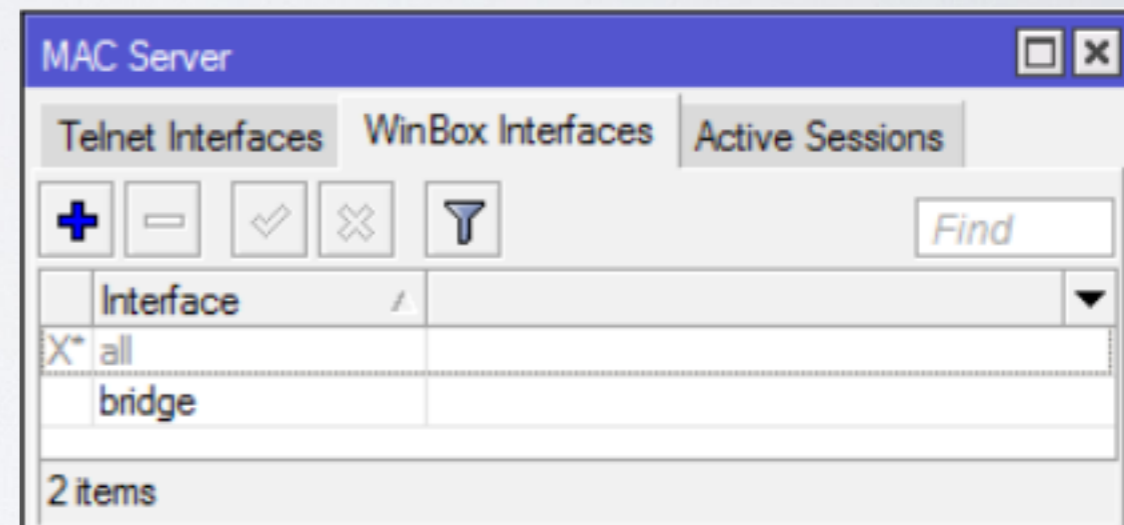 MAC Server
Telnet Interfaces WinBox Interfaces Active Sessions
Find
Interface
X* all
bridge
2 items